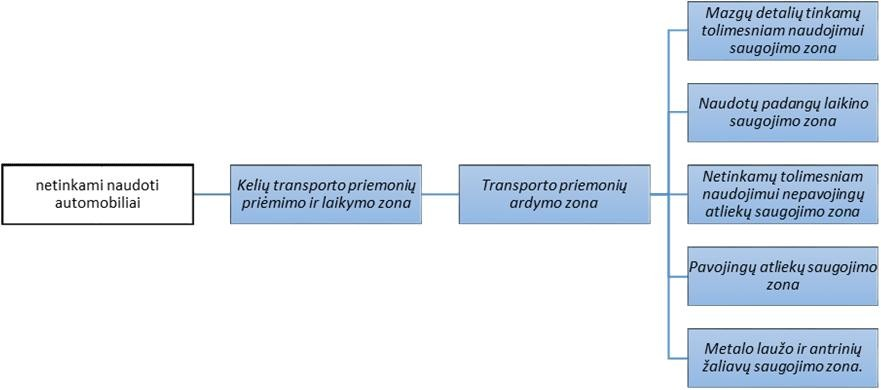 netinkami naudoti
automobiliai
Kelių transporto priemonių
priėmimo ir laikymo zona
Transporto priemonių
ardymo zona
Mazgų detalių tinkamų
tolimesniam naudojimui
saugojimo zona
Naudotų padangų laikino
saugojimo zona
Netinkamų tolimesniam
naudojimui nepavojingų
atliekų saugojimo zona
Pavojingų atliekų saugojimo
zona
Metalo laužo ir antrinių
žaliavų saugojimo zona.